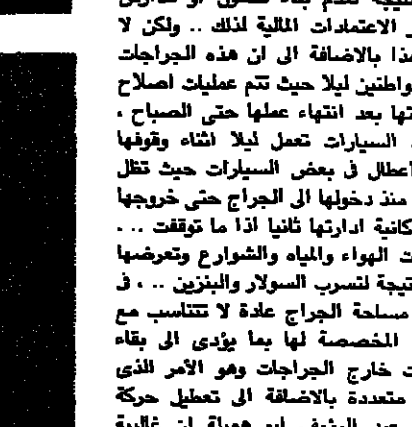 الاعتمادات المالية لذلك .. ولكن لا
هذا بالاضافة الى ان هذه الجراجات
واطنين ليلا حيث تتم عمليات اصلاح
تها بعد انتهاء عملها حتى الصباح .
السيارات تعمل ليلا اثناء وقوفها
اعطال فى بعض السيارات حيث تظل
منذ دخولها الى الجراج حتى خروجها
كانية ادارتها ثانيا اذا ما توقفت .. .
ت الهواء والمياه والشوارع وتعرضها
تيجة لتسرب السولار والبنزين .. ، فى
مساحة الجراج عادة لا تتناسب مع
المخصصة لها بما يؤدى الى بقاء
ت خارج الجراجات وهو الأمر الذى
متعددة بالاضافة الى تعطيل حركة